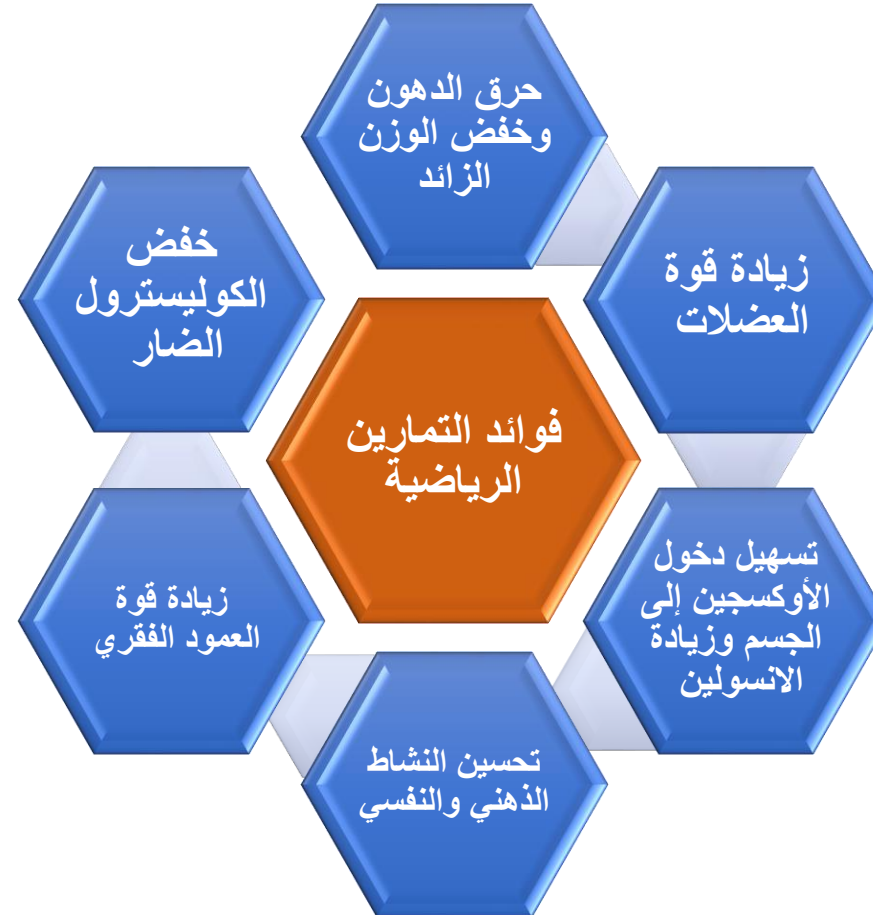 حرق الدهون
وخفض الوزن
الزائد
زيادة قوة
العضلات
تسهيل دخول
الأوكسجين إلى
الجسم وزيادة
الانسولين
تحسين النشاط
الذهني والنفسي
زيادة قوة
العمود الفقري
خفض
الكوليسترول
الضار
فوائد التمارين
الرياضية